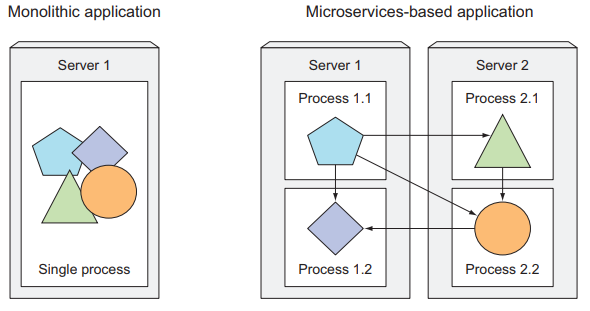 Monolithic application
Server 1
Single process
Microservices-based application
Server 1
Process 1.1
Process 1.2
Server 2
Process 2.1
Process 2.2